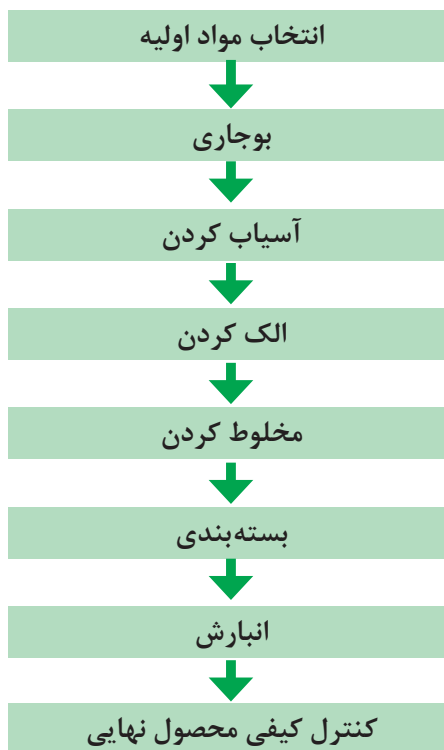 انتخاب مواد اولیه
بوجاری
آسیاب کردن
الک کردن
مخلوط کردن
بسته‌بندی
انبارش
کنترل کیفی محصول نهایی